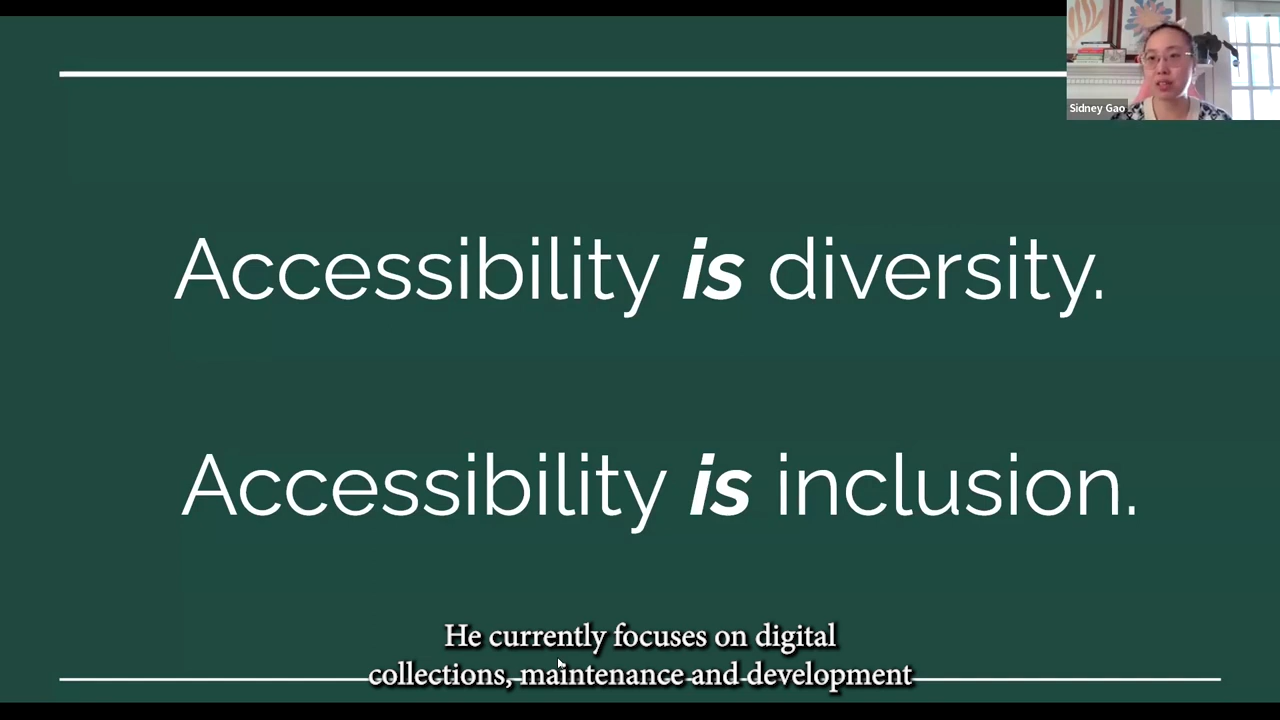 Sidney Gao
Accessibility is diversity.
Accessibility is inclusion.
He currently focuses on digital
collections, maintenance and development